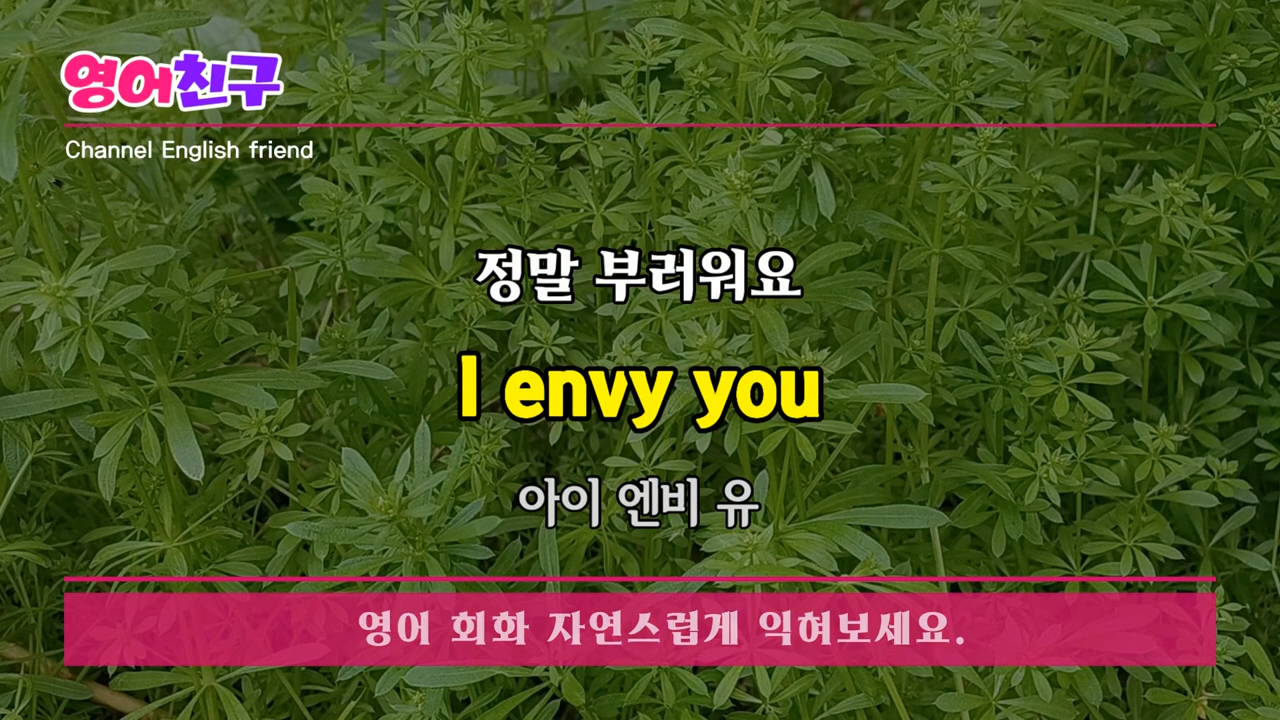 영어친구
Channel English friend
정말 부러워요
I envy you
아이 엔비 유
영어 회화 자연스럽게 익혀보세요.